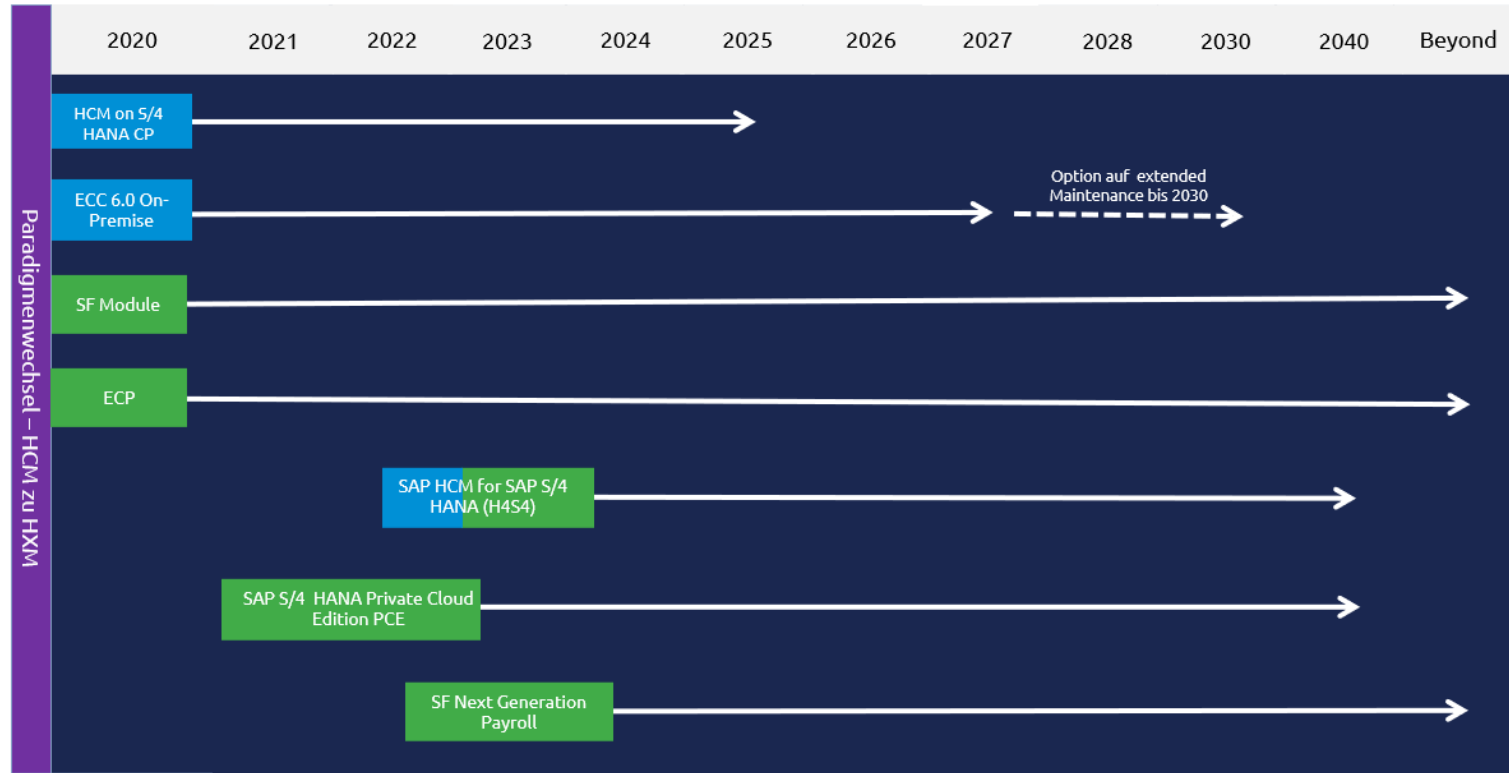 2020 2021 2022 2023 2024 2025 2026 2027 2028 2030 2040 Beyond
Paradigmenwechsel – HCM zu HXM
HCM on S/4
HANA CP
ECC 6.0 On-
Premise
Option auf extended
Maintenance bis 2030
SF Module
ECP
SAP HCM for SAP S/4
HANA (H4S4)
SAP S/4 HANA Private Cloud
Edition PCE
SF Next Generation
Payroll